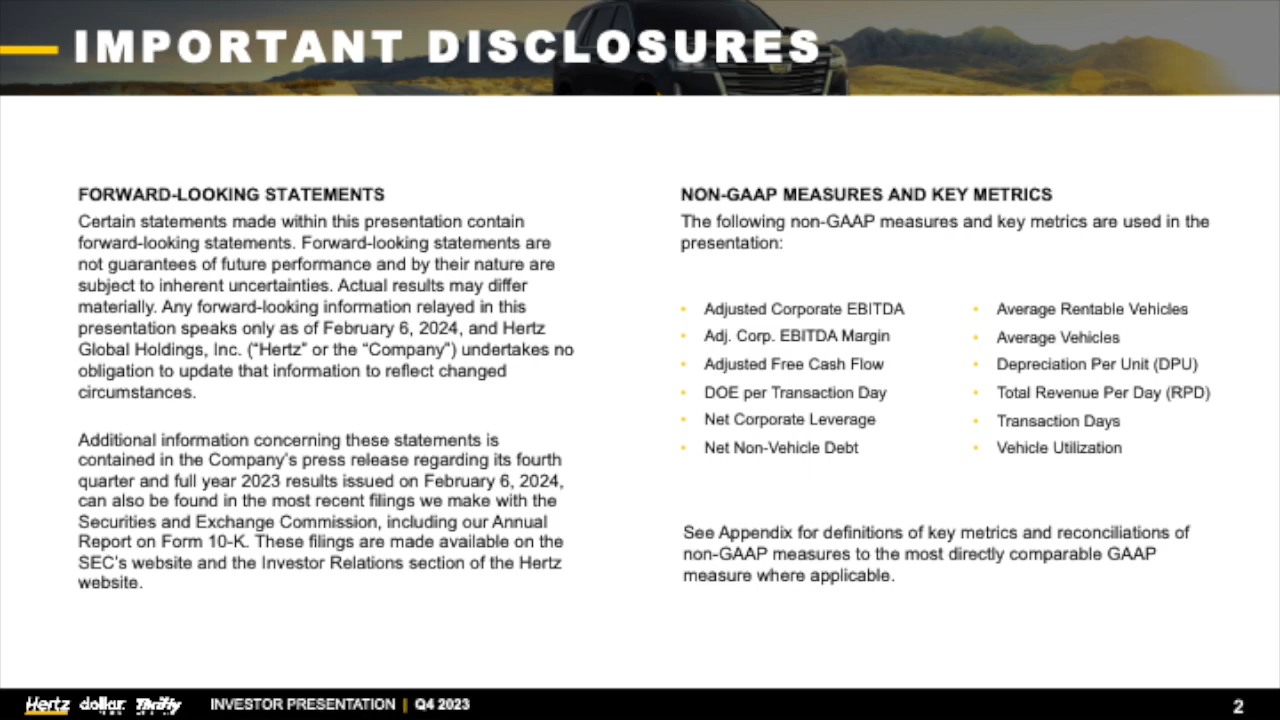 IMPORTANT DISCLOSURES
FORWARD-LOOKING STATEMENTS
Certain statements made within this presentation contain
forward-looking statements. Forward-looking statements are
not guarantees of future performance and by their nature are
subject to inherent uncertainties. Actual results may differ
materially. Any forward-looking information relayed in this
presentation speaks only as of February 6, 2024, and Hertz
Global Holdings, Inc. (“Hertz” or the “Company”) undertakes no
obligation to update that information to reflect changed
circumstances.
Additional information concerning these statements is
contained in the Company’s press release regarding its fourth
quarter and full year 2023 results issued on February 6, 2024,
can also be found in the most recent filings we make with the
Securities and Exchange Commission, including our Annual
Report on Form 10-K. These filings are made available on the
SEC’s website and the Investor Relations section of the Hertz
website.
NON-GAAP MEASURES AND KEY METRICS
The following non-GAAP measures and key metrics are used in the
presentation:
• Adjusted Corporate EBITDA
• Adj. Corp. EBITDA Margin
• Adjusted Free Cash Flow
• DOE per Transaction Day
• Net Corporate Leverage
• Net Non-Vehicle Debt
• Average Rentable Vehicles
• Average Vehicles
• Depreciation Per Unit (DPU)
• Total Revenue Per Day (RPD)
• Transaction Days
• Vehicle Utilization
See Appendix for definitions of key metrics and reconciliations of
non-GAAP measures to the most directly comparable GAAP
measure where applicable.
Hertz dollar. Thrifty INVESTOR PRESENTATION | Q4 2023 2